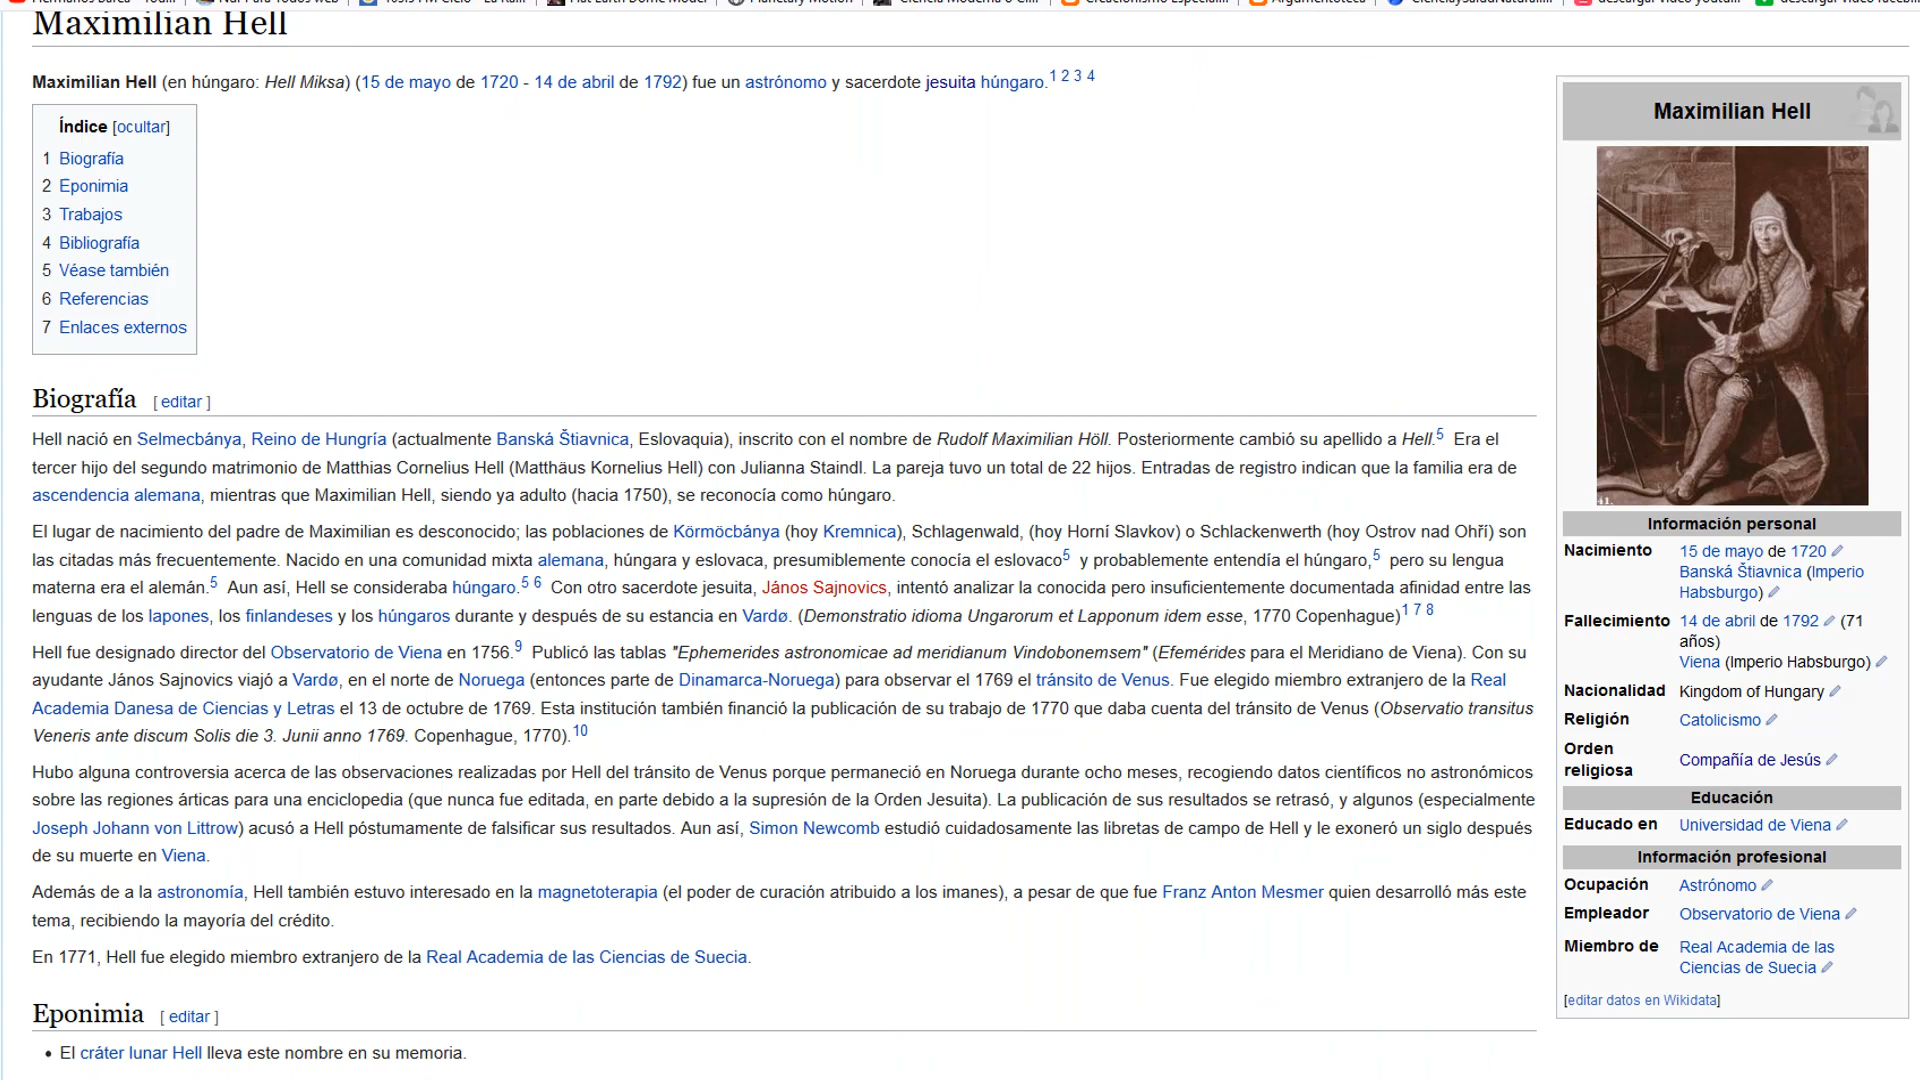 Maximilian Hell
Maximilian Hell (en húngaro: Hell Miksa) (15 de mayo de 1720 - 14 de abril de 1792) fue un astrónomo y sacerdote jesuita húngaro.1 2 3 4
Índice [ocultar]
1 Biografía
2 Eponimia
3 Trabajos
4 Bibliografía
5 Véase también
6 Referencias
7 Enlaces externos
Biografía [ editar ]
Hell nació en Selmecbánya, Reino de Hungría (actualmente Banská Štiavnica, Eslovaquia), inscrito con el nombre de Rudolf Maximilian Höll. Posteriormente cambió su apellido a Hell.5 Era el
tercer hijo del segundo matrimonio de Matthias Cornelius Hell (Matthäus Kornelius Hell) con Julianna Staindl. La pareja tuvo un total de 22 hijos. Entradas de registro indican que la familia era de
ascendencia alemana, mientras que Maximilian Hell, siendo ya adulto (hacia 1750), se reconocía como húngaro.
El lugar de nacimiento del padre de Maximilian es desconocido; las poblaciones de Körmöcbánya (hoy Kremnica), Schlagenwald, (hoy Horní Slavkov) o Schlackenwerth (hoy Ostrov nad Ohří) son
las citadas más frecuentemente. Nacido en una comunidad mixta alemana, húngara y eslovaca, presumiblemente conocía el eslovaco5 y probablemente entendía el húngaro,5 pero su lengua
materna era el alemán.5 Aun así, Hell se consideraba húngaro.5 6 Con otro sacerdote jesuita, János Sajnovics, intentó analizar la conocida pero insuficientemente documentada afinidad entre las
lenguas de los lapones, los finlandeses y los húngaros durante y después de su estancia en Vardø. (Demonstratio idioma Ungarorum et Lapponum idem esse, 1770 Copenhague)1 7 8
Hell fue designado director del Observatorio de Viena en 1756.9 Publicó las tablas "Ephemerides astronomicae ad meridianum Vindobonemsem" (Efemérides para el Meridiano de Viena). Con su
ayudante János Sajnovics viajó a Vardø, en el norte de Noruega (entonces parte de Dinamarca-Noruega) para observar el 1769 el tránsito de Venus. Fue elegido miembro extranjero de la Real
Academia Danesa de Ciencias y Letras el 13 de octubre de 1769. Esta institución también financió la publicación de su trabajo de 1770 que daba cuenta del tránsito de Venus (Observatio transitus
Veneris ante discum Solis die 3. Junii anno 1769. Copenhague, 1770).10
Hubo alguna controversia acerca de las observaciones realizadas por Hell del tránsito de Venus porque permaneció en Noruega durante ocho meses, recogiendo datos científicos no astronómicos
sobre las regiones árticas para una enciclopedia (que nunca fue editada, en parte debido a la supresión de la Orden Jesuita). La publicación de sus resultados se retrasó, y algunos (especialmente
Joseph Johann von Littrow) acusó a Hell póstumamente de falsificar sus resultados. Aun así, Simon Newcomb estudió cuidadosamente las libretas de campo de Hell y le exoneró un siglo después
de su muerte en Viena.
Además de a la astronomía, Hell también estuvo interesado en la magnetoterapia (el poder de curación atribuido a los imanes), a pesar de que fue Franz Anton Mesmer quien desarrolló más este
tema, recibiendo la mayoría del crédito.
En 1771, Hell fue elegido miembro extranjero de la Real Academia de las Ciencias de Suecia.
Eponimia [ editar ]
• El cráter lunar Hell lleva este nombre en su memoria.
Maximilian Hell
41.
Información personal
Nacimiento 15 de mayo de 1720
Banská Štiavnica (Imperio
Habsburgo)
Fallecimiento 14 de abril de 1792 (71
años)
Viena (Imperio Habsburgo)
Nacionalidad Kingdom of Hungary
Religión Catolicismo
Orden
religiosa Compañía de Jesús
Educación
Educado en Universidad de Viena
Información profesional
Ocupación Astrónomo
Empleador Observatorio de Viena
Miembro de Real Academia de las
Ciencias de Suecia
[editar datos en Wikidata]